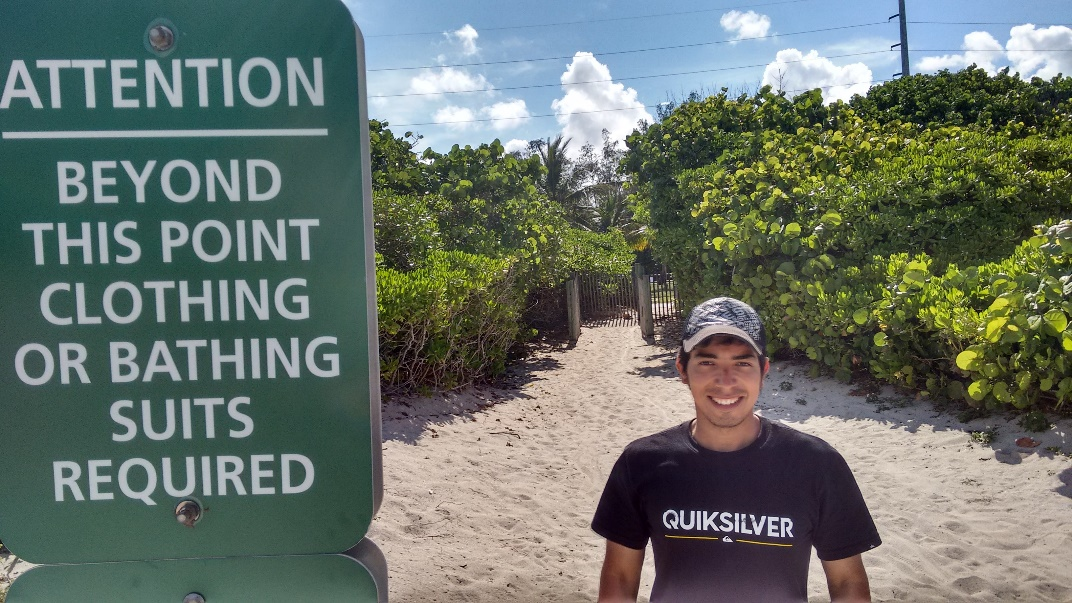 ATTENTION
BEYOND
THIS POINT
CLOTHING
OR BATHING
SUITS
REQUIRED
QUIKSILVER